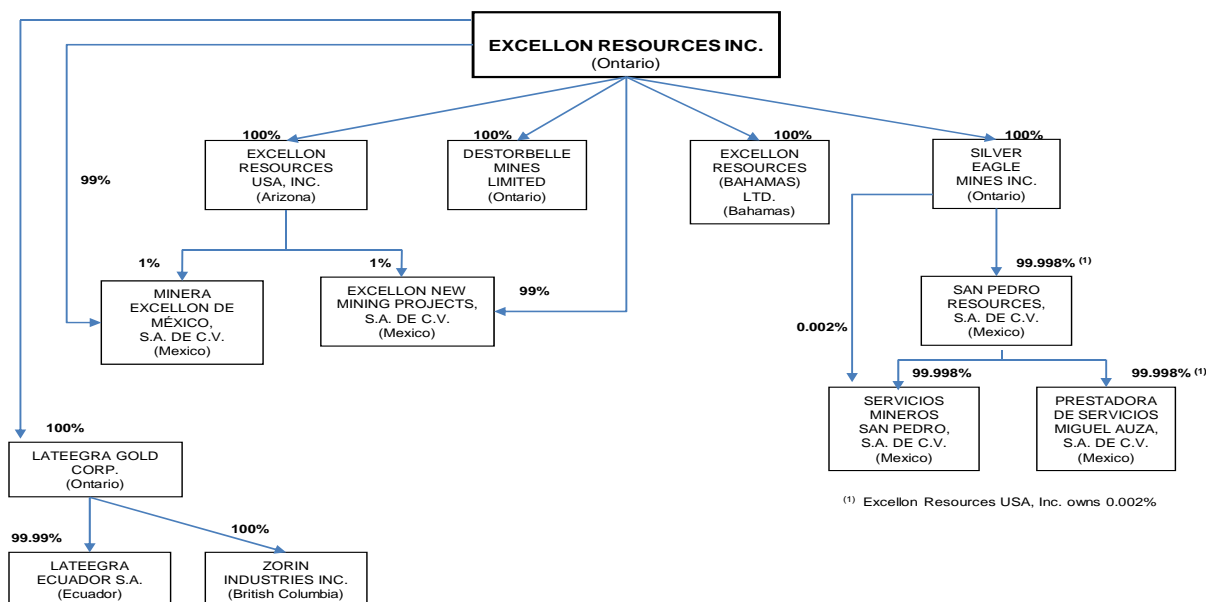 EXCELLON RESOURCES INC.
(Ontario)
100%
100%
100%
100%
EXCELLON
RESOURCES
USA, INC.
(Arizona)
DESTORBELLE
MINES
LIMITED
(Ontario)
EXCELLON
RESOURCES
(BAHAMAS)
LTD.
(Bahamas)
SILVER
EAGLE
MINES INC.
(Ontario)
99%
1%
1%
99.998% (1)
MINERA
EXCELLON DE
MÉXICO,
S.A. DE C.V.
(Mexico)
EXCELLON NEW
MINING PROJECTS,
S.A. DE C.V.
(Mexico)
99%
SAN PEDRO
RESOURCES,
S.A. DE C.V.
(Mexico)
0.002%
99.998%
99.998% (1)
SERVICIOS
MINEROS
SAN PEDRO,
S.A. DE C.V.
(Mexico)
PRESTADORA
DE SERVICIOS
MIGUEL AUZA,
S.A. DE C.V.
(Mexico)
100%
LATEEGRA GOLD
CORP.
(Ontario)
(1) Excellon Resources USA, Inc. owns 0.002%
99.99%
100%
LATEEGRA
ECUADOR S.A.
(Ecuador)
ZORIN
INDUSTRIES INC.
(British Columbia)